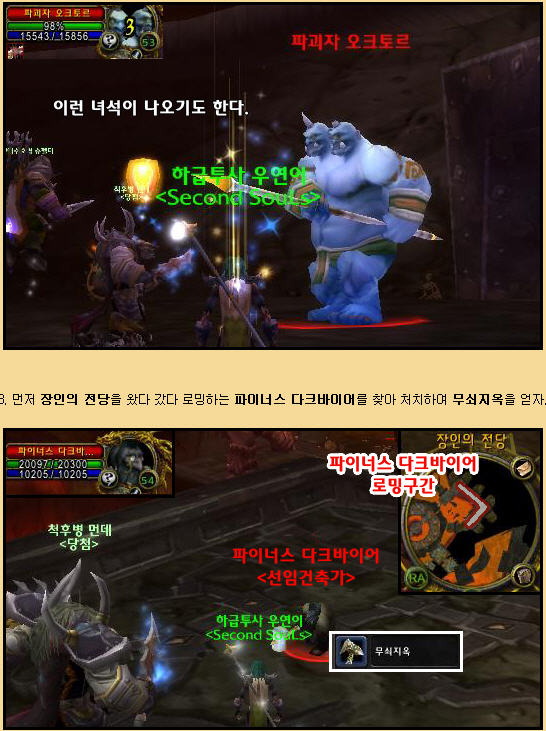 파괴자 오크토르
98%
15543 / 15856
3
53
파괴자 오크토르
이런 녀석이 나오기도 한다.
척후병 먼데
<당첨>
하급투사 우연이
<Second SouLs>
3. 먼저 장인의 전당을 왔다 갔다 로밍하는 파이너스 다크바이어를 찾아 처치하여 무쇠지옥을 얻자.
파이너스 다크바...
20097 / 20300
10205 / 10205
54
장인의 전당
파이너스 다크바이어
로밍구간
RA
척후병 먼데
<당첨>
파이너스 다크바이어
<선임건축가>
하급투사 우연이
<Second SouLs>
무쇠지옥